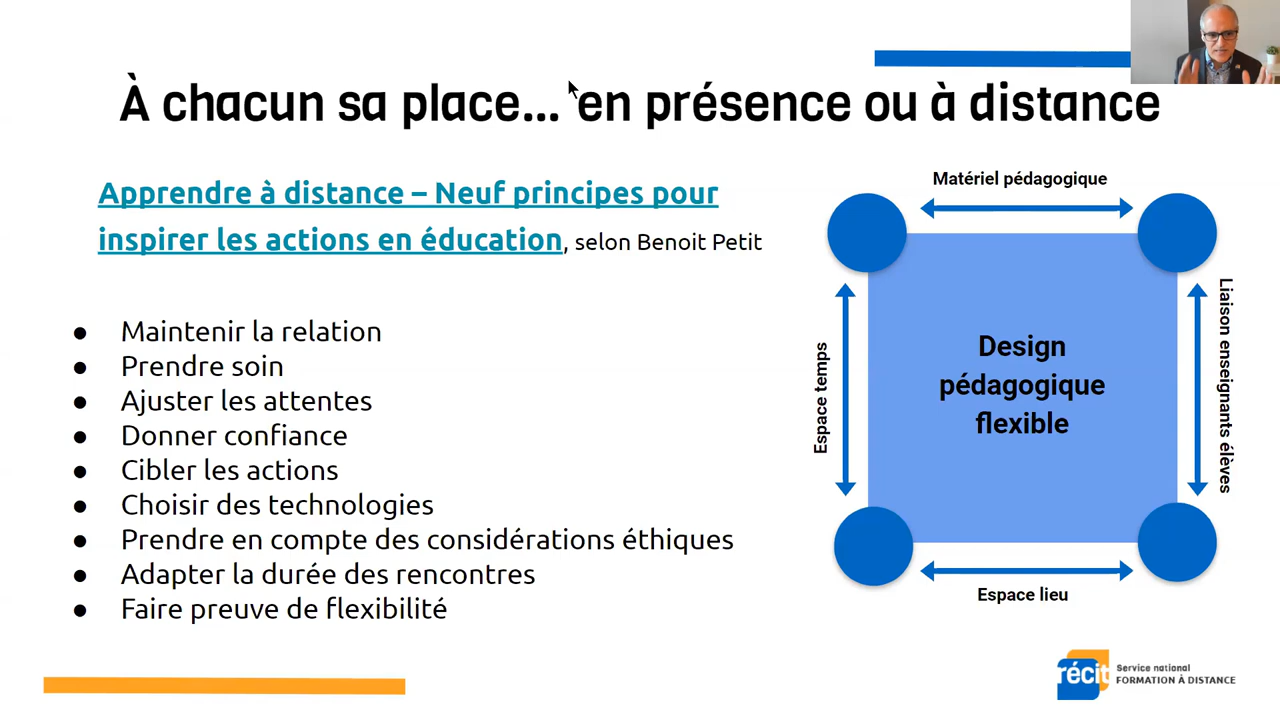 À chacun sa place... en présence ou à distance
Apprendre à distance – Neuf principes pour
inspirer les actions en éducation, selon Benoit Petit
● Maintenir la relation
● Prendre soin
● Ajuster les attentes
● Donner confiance
● Cibler les actions
● Choisir des technologies
● Prendre en compte des considérations éthiques
● Adapter la durée des rencontres
● Faire preuve de flexibilité
Matériel pédagogique
Espace temps
Design
pédagogique
flexible
Liaison enseignants élèves
Espace lieu
récit
Service national
FORMATION À DISTANCE